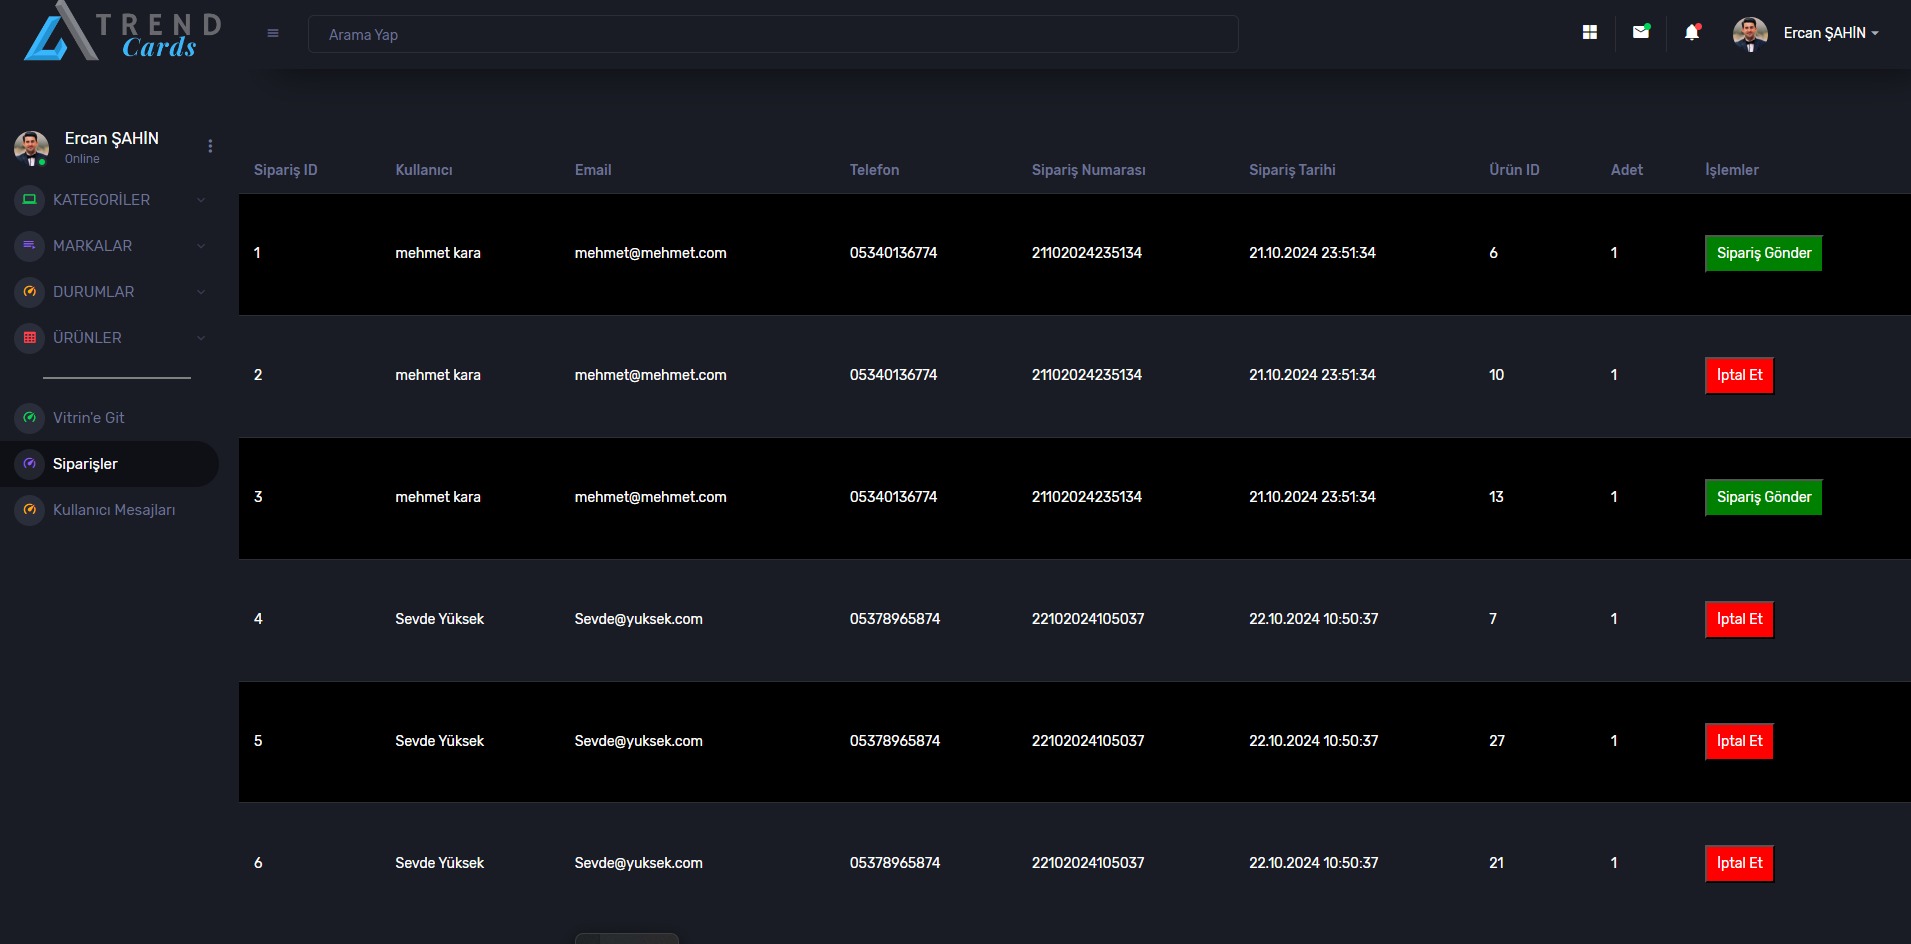 TREND
Cards
Arama Yap
Ercan ŞAHİN
Ercan ŞAHİN
Online
KATEGORİLER
MARKALAR
DURUMLAR
ÜRÜNLER
Vitrin'e Git
Siparişler
Kullanıcı Mesajları
Sipariş ID Kullanıcı Email Telefon Sipariş Numarası Sipariş Tarihi Ürün ID Adet İşlemler
1 mehmet kara mehmet@mehmet.com 05340136774 21102024235134 21.10.2024 23:51:34 6 1 Sipariş Gönder
2 mehmet kara mehmet@mehmet.com 05340136774 21102024235134 21.10.2024 23:51:34 10 1 İptal Et
3 mehmet kara mehmet@mehmet.com 05340136774 21102024235134 21.10.2024 23:51:34 13 1 Sipariş Gönder
4 Sevde Yüksek Sevde@yuksek.com 05378965874 22102024105037 22.10.2024 10:50:37 7 1 İptal Et
5 Sevde Yüksek Sevde@yuksek.com 05378965874 22102024105037 22.10.2024 10:50:37 27 1 İptal Et
6 Sevde Yüksek Sevde@yuksek.com 05378965874 22102024105037 22.10.2024 10:50:37 21 1 İptal Et